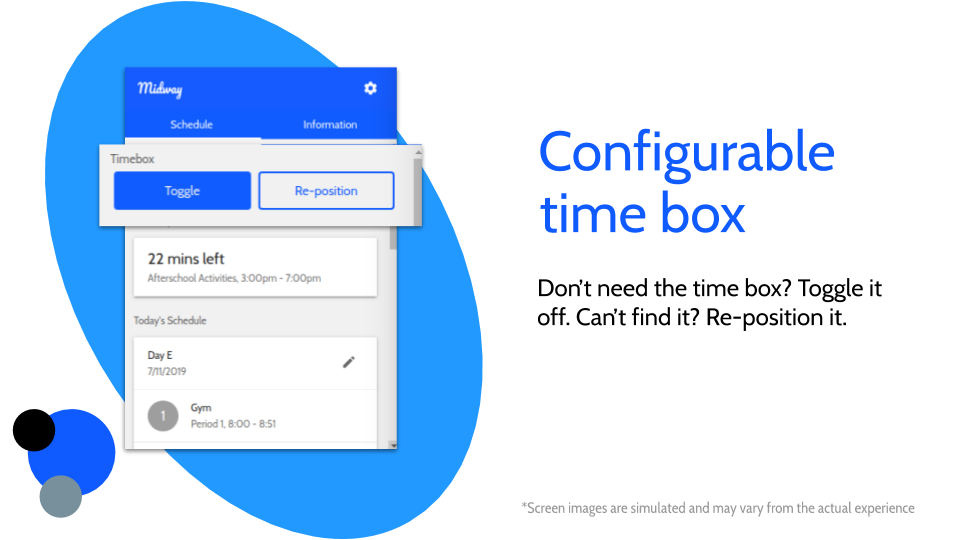 Midway
Schedule
Information
Timebox
Toggle
Re-position
22 mins left
Afterschool Activities, 3:00pm - 7:00pm
Today's Schedule
Day E
7/11/2019
1
Gym
Period 1, 8:00 - 8:51
Configurable
time box
Don't need the time box? Toggle it
off. Can't find it? Re-position it.
*Screen images are simulated and may vary from the actual experience